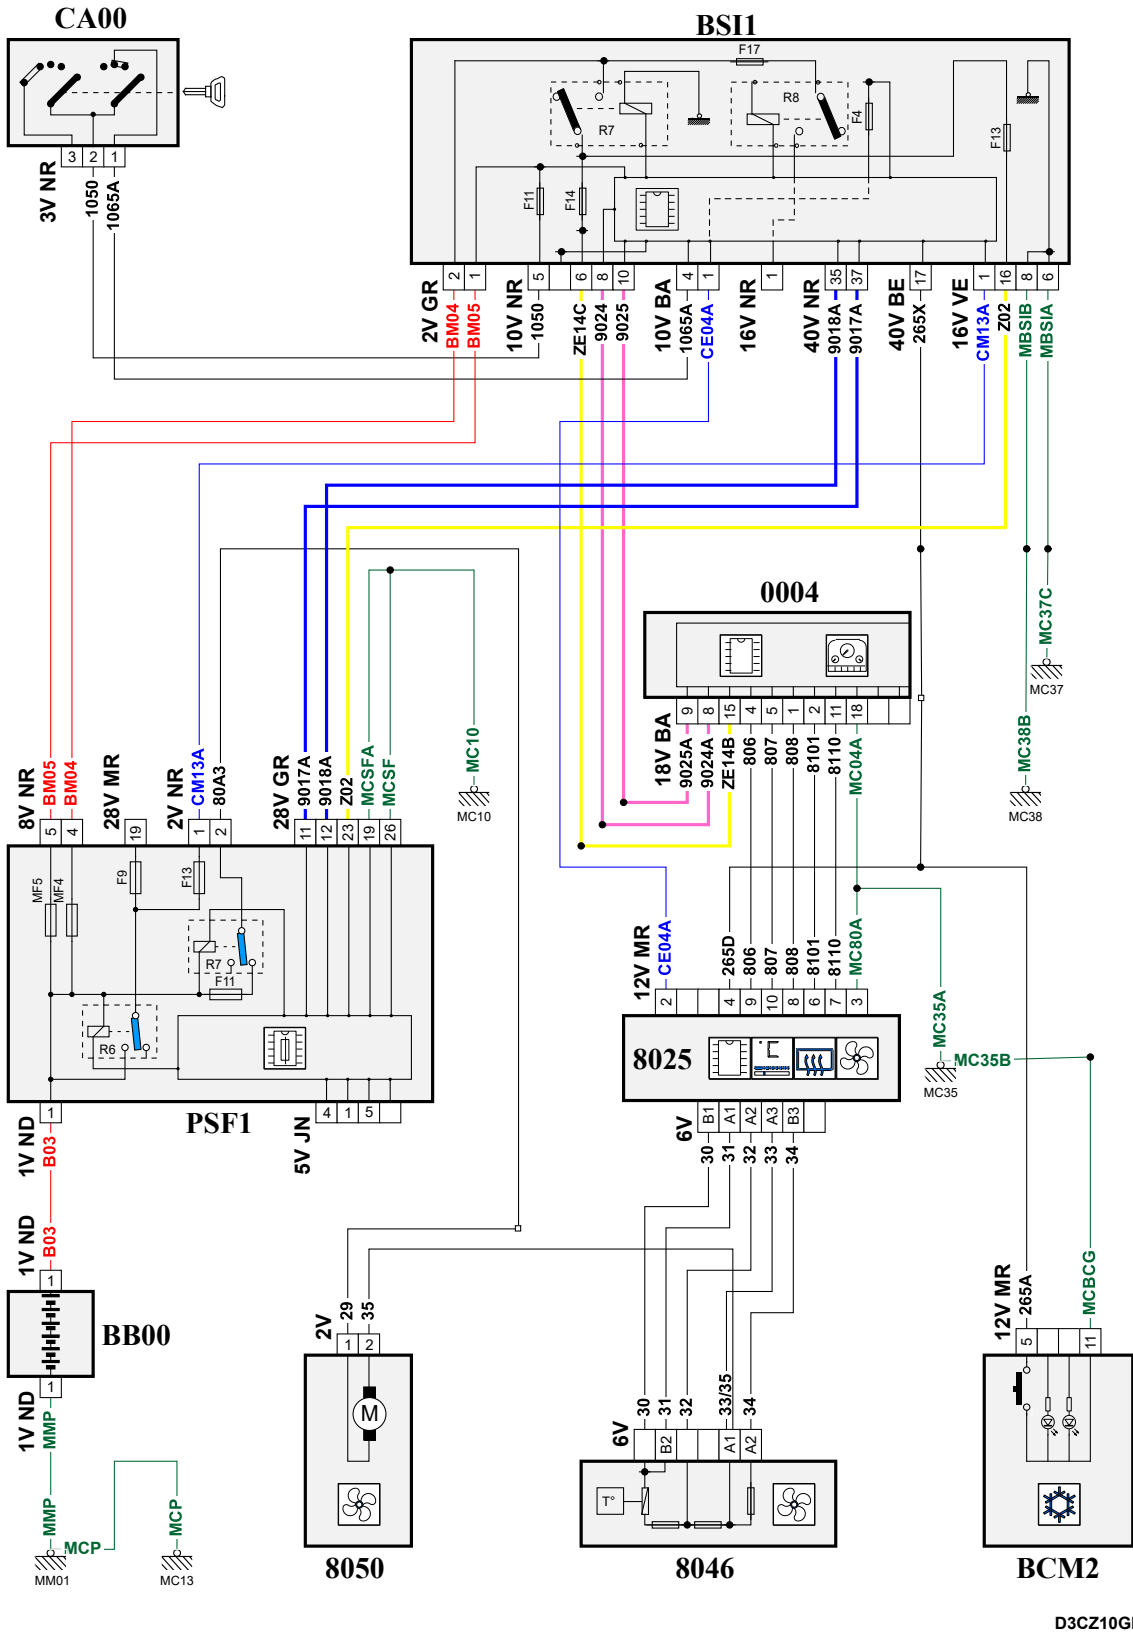 CA00
3 2 1
3V NR
1050
1065A
BSI1
F17
R7
R8
F4
F13
F11
F14
2 1 5 6 8 10 4 1 1 35 37 17 1 16 8 6
2V GR
BM04
BM05
10V NR
1050
ZE14C
9024
9025
10V BA
1065A
CE04A
16V NR
40V NR
9018A
9017A
40V BE
265X
16V VE
CM13A
Z02
MBSIB
MBSIA
MC37C
MC37
MC38B
MC38
0004
9 8 15 4 5 1 2 11 18
18V BA
9025A
9024A
ZE14B
806
807
808
8101
8110
MC04A
8V NR
BM05
BM04
28V MR
2V NR
CM13A
80A3
28V GR
9017A
9018A
Z02
MCSFA
MCSF
MC10
MC10
5 4 19 1 2 11 12 23 19 26
MF5
MF4
F9
F13
R7
F11
R6
PSF1
1
4 1 5
1V ND
B03
5V JN
12V MR
CE04A
265D
806
807
808
8101
8110
MC80A
2 4 9 10 8 6 7 3
8025
°C
MC35A
MC35B
MC35
B1 A1 A2 A3 B3
6V
30
31
32
33
34
1V ND
B03
1
BB00
1
1V ND
MMP
MMP
MCP
MCP
MM01
MC13
2V
29
35
1 2
M
8050
6V
30
31
32
33/35
34
B2 A1 A2
T°
8046
12V MR
265A
MCBCG
5 11
BCM2
D3CZ10G